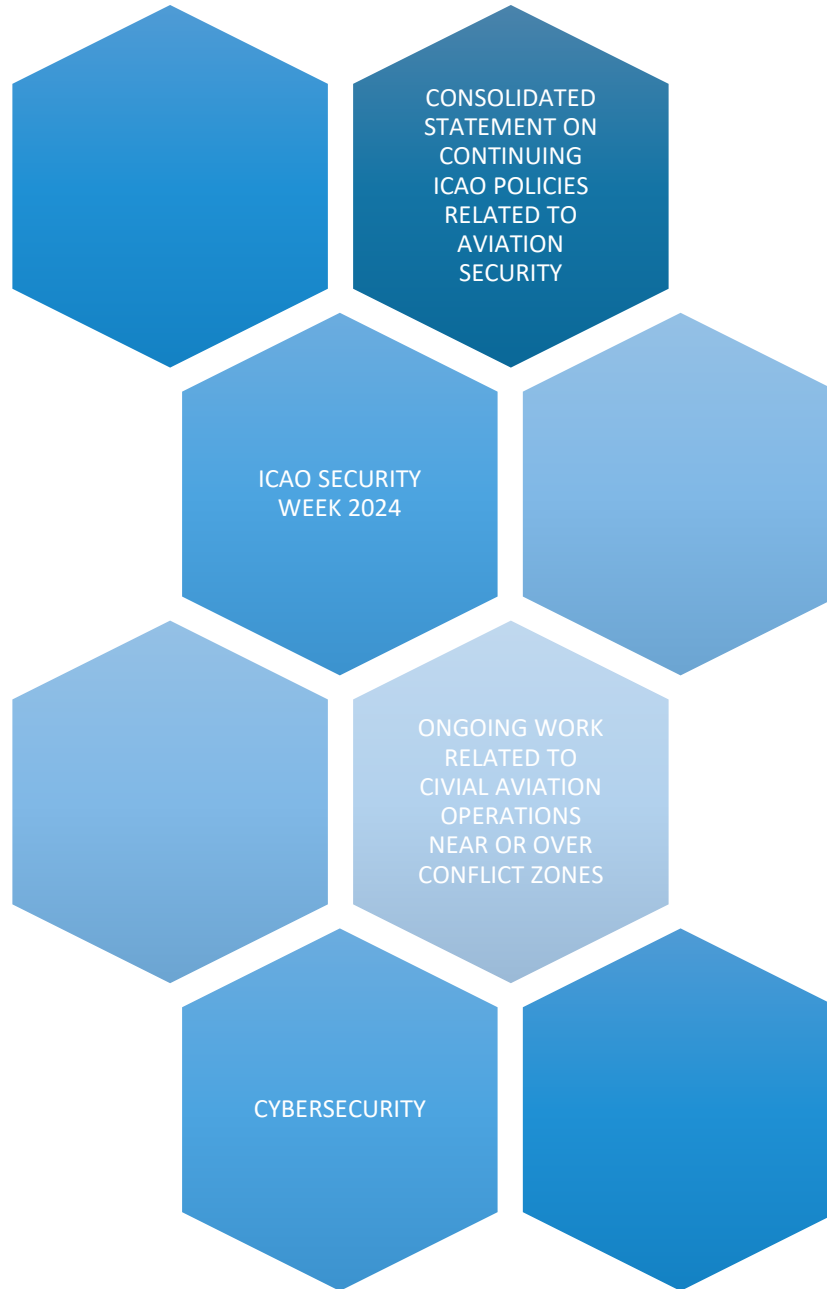 CONSOLIDATED
STATEMENT ON
CONTINUING
ICAO POLICIES
RELATED TO
AVIATION
SECURITY
ICAO SECURITY
WEEK 2024
ONGOING WORK
RELATED TO
CIVIAL AVIATION
OPERATIONS
NEAR OR OVER
CONFLICT ZONES
CYBERSECURITY